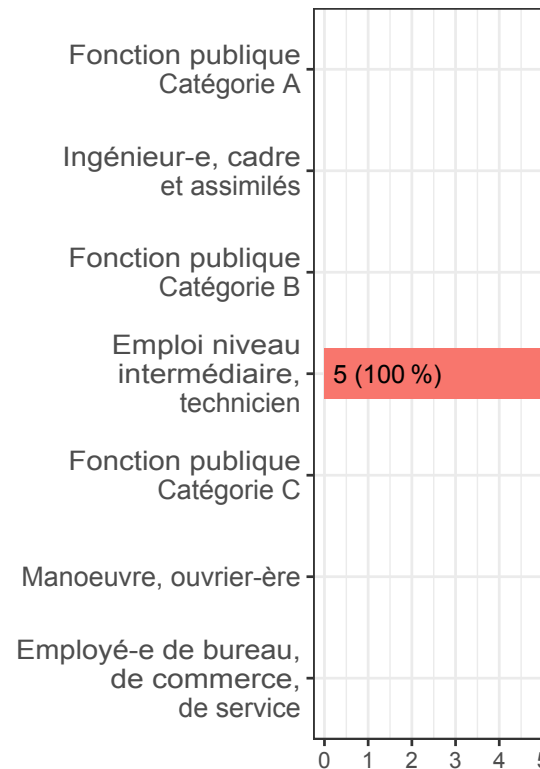 Fonction publique
Catégorie A
Ingénieur-e, cadre
et assimilés
Fonction publique
Catégorie B
Emploi niveau
intermédiaire,
technicien
5 (100 %)
Fonction publique
Catégorie C
Manoeuvre, ouvrier-ère
Employé-e de bureau,
de commerce,
de service
0 1 2 3 4 5